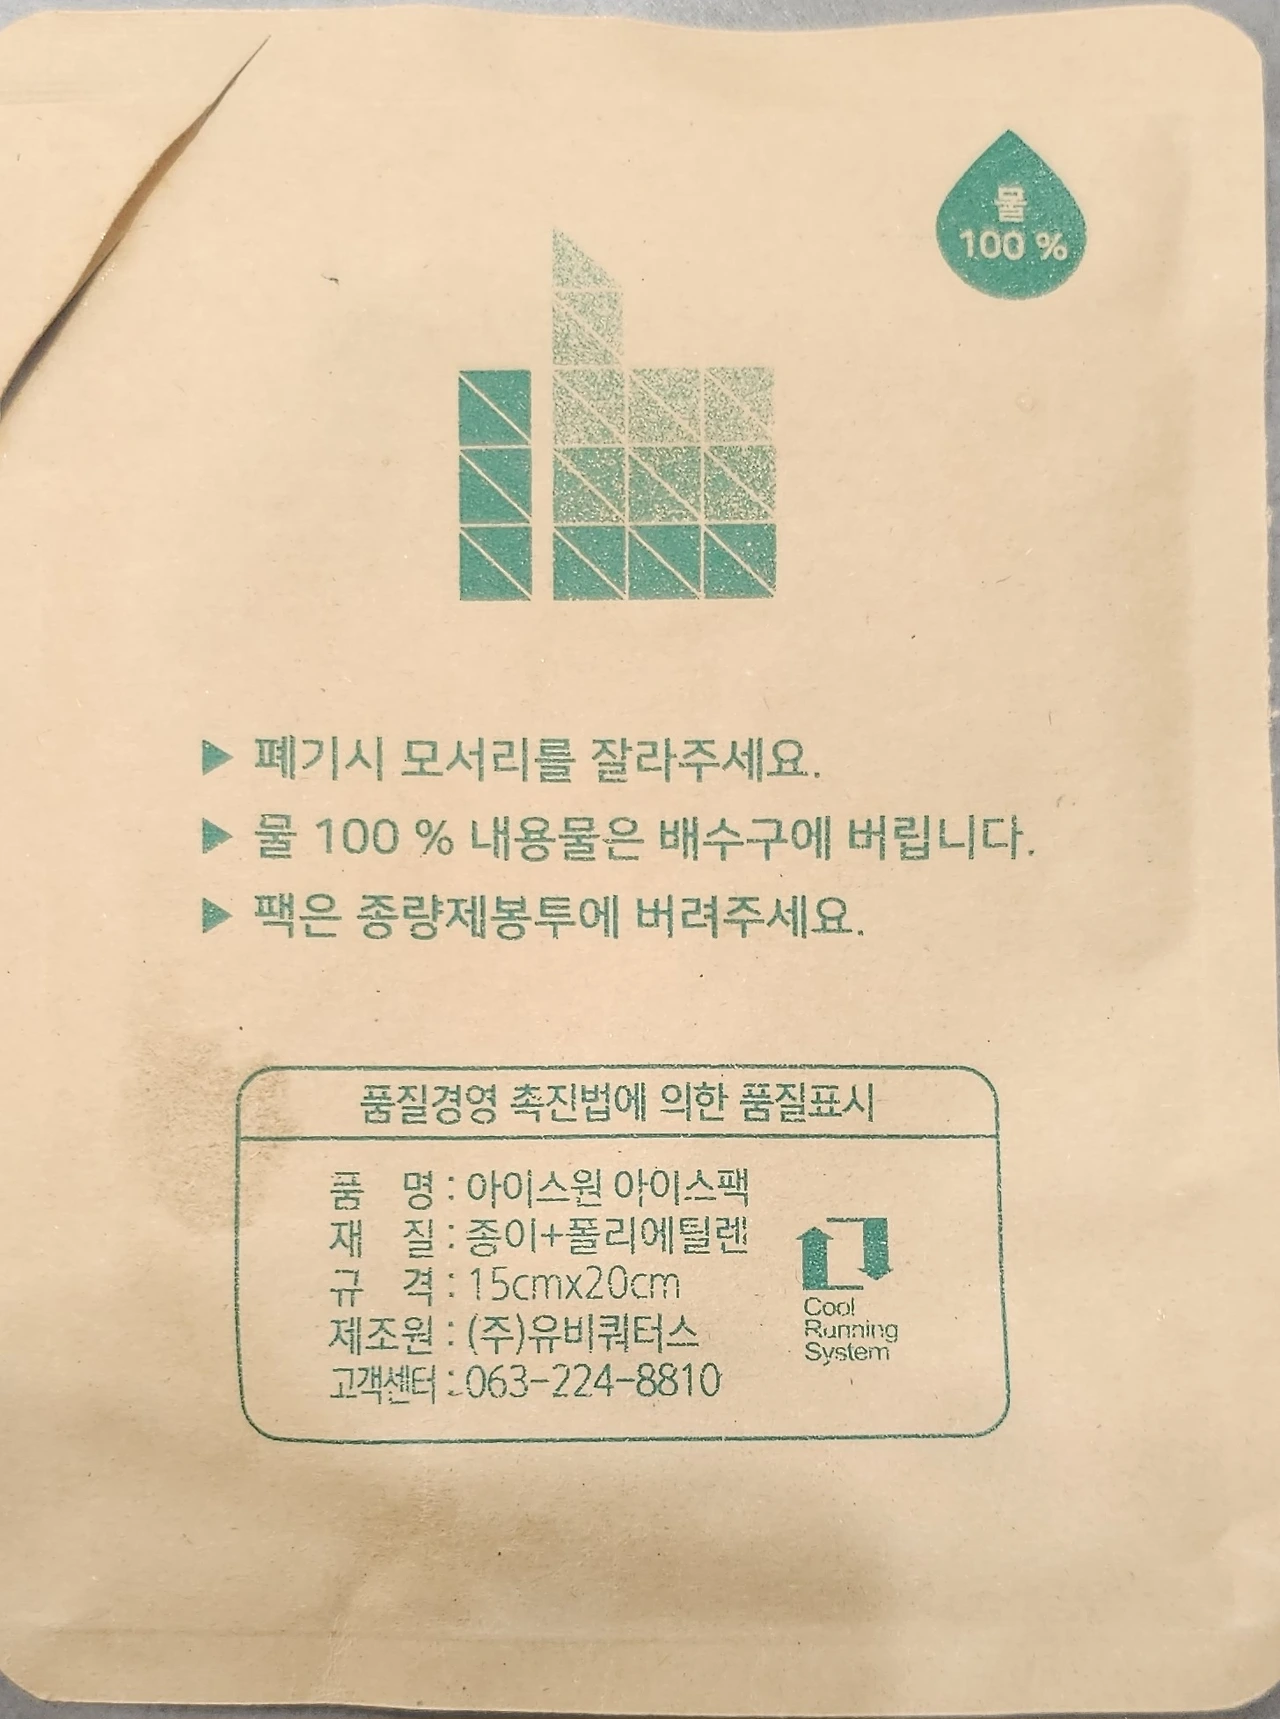 물
100 %
▶ 폐기시 모서리를 잘라주세요.
▶ 물 100 % 내용물은 배수구에 버립니다.
▶ 팩은 종량제봉투에 버려주세요.
품질경영 촉진법에 의한 품질표시
품 명 : 아이스원 아이스팩
재 질 : 종이+폴리에틸렌
규 격 : 15cmx20cm
제조원 : (주)유비쿼터스
고객센터 : 063-224-8810
Cool
Running
System